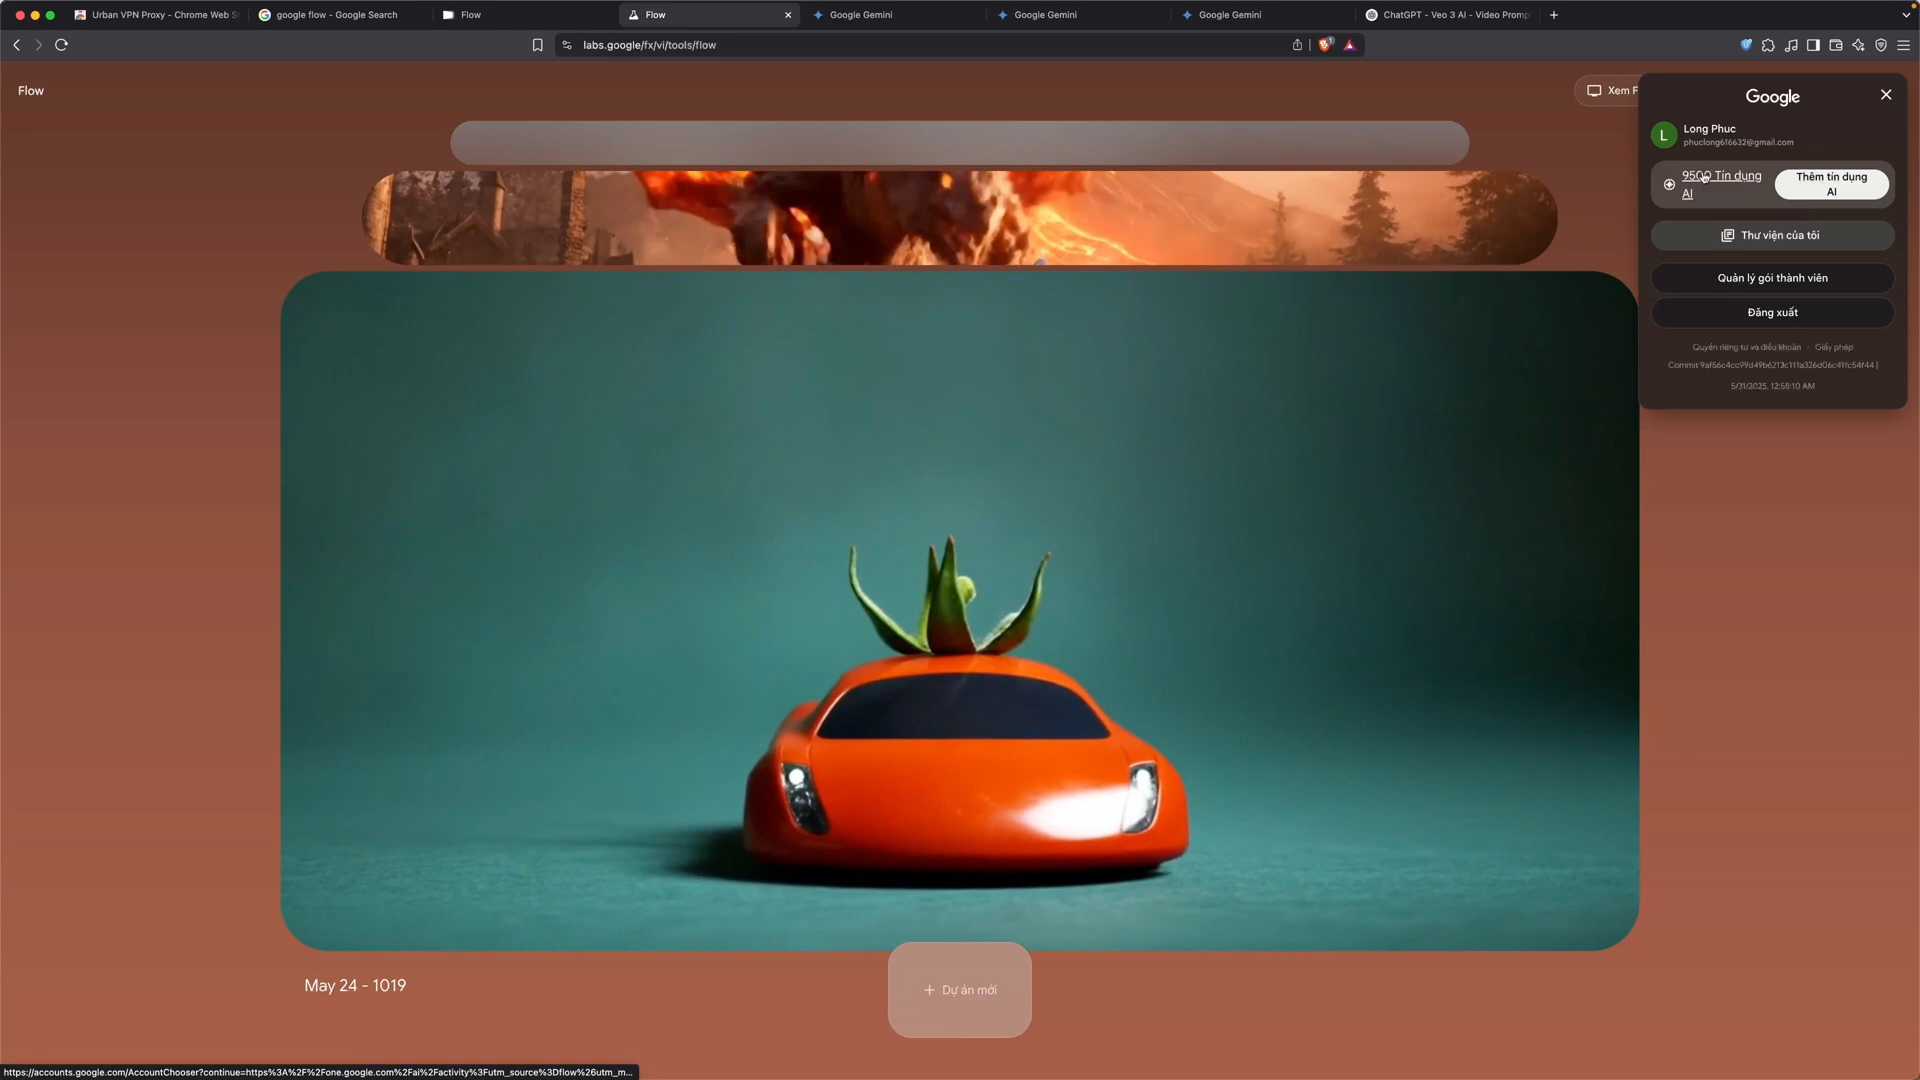 Urban VPN Proxy - Chrome Web S
google flow - Google Search
Flow
Flow
Google Gemini
Google Gemini
Google Gemini
ChatGPT - Veo 3 AI - Video Promp
labs.google/fx/vi/tools/flow
Flow
Xem F
Google
L
Long Phuc
phuclong616632@gmail.com
9500 Tín dụng
AI
Thêm tín dụng
AI
Thư viện của tôi
Quản lý gói thành viên
Đăng xuất
Quyền riêng tư và điều khoản · Giấy phép
Commit 9af56c4cc99d49b6213c111a326d06c41fc54f44 |
5/31/2025, 12:58:10 AM
May 24 - 1019
Dự án mới
https://accounts.google.com/AccountChooser?continue=https%3A%2F%2Fone.google.com%2Fai%2Factivity%3Futm_source%3Dflow%26utm_m...